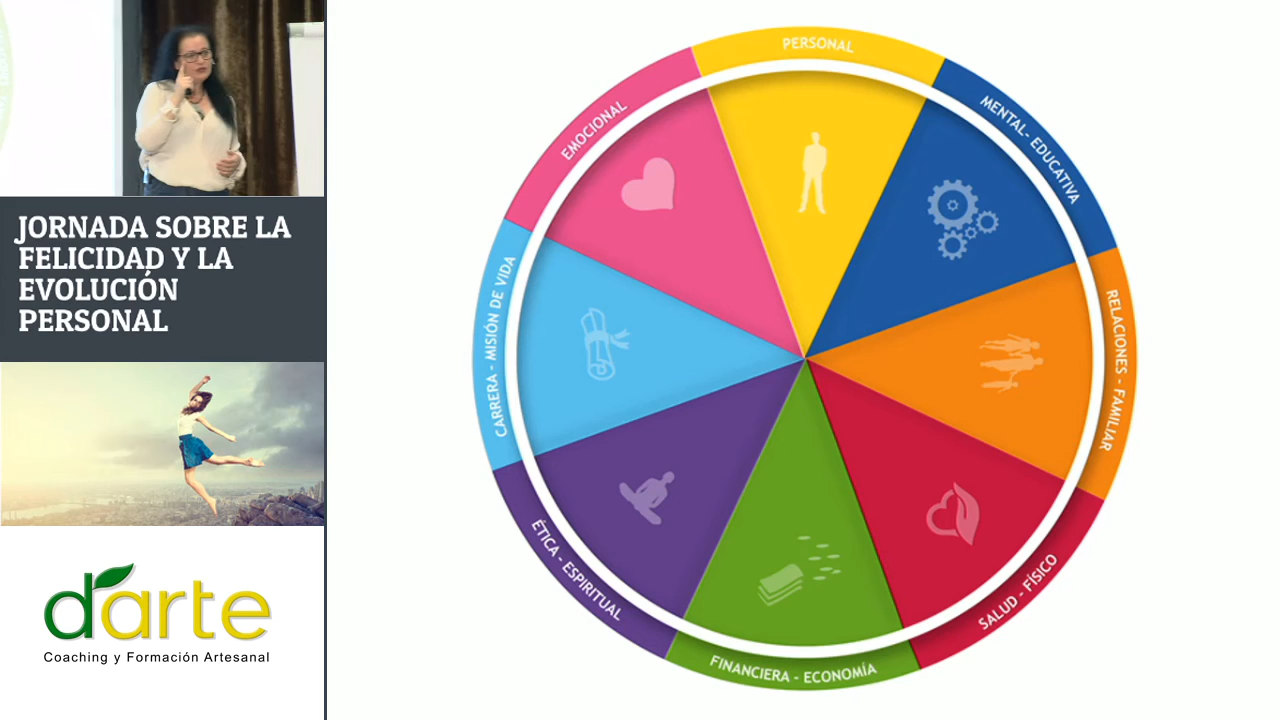 JORNADA SOBRE LA
FELICIDAD Y LA
EVOLUCIÓN
PERSONAL
d'arte
Coaching y Formación Artesanal
PERSONAL
MENTAL- EDUCATIVA
RELACIONES - FAMILIAR
SALUD - FÍSICO
FINANCIERA - ECONOMÍA
ÉTICA - ESPIRITUAL
CARRERA - MISIÓN DE VIDA
EMOCIONAL